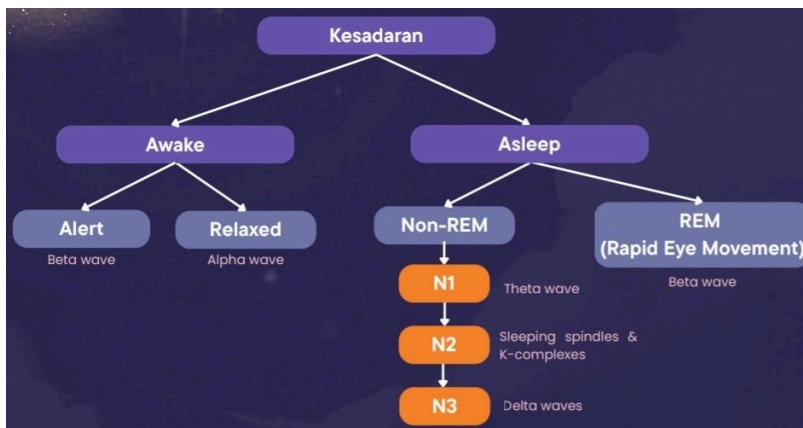 Kesadaran
Awake
Asleep
Alert
Beta wave
Relaxed
Alpha wave
Non-REM
REM
(Rapid Eye Movement)
Beta wave
N1
Theta wave
N2
Sleeping spindles &
K-complexes
N3
Delta waves